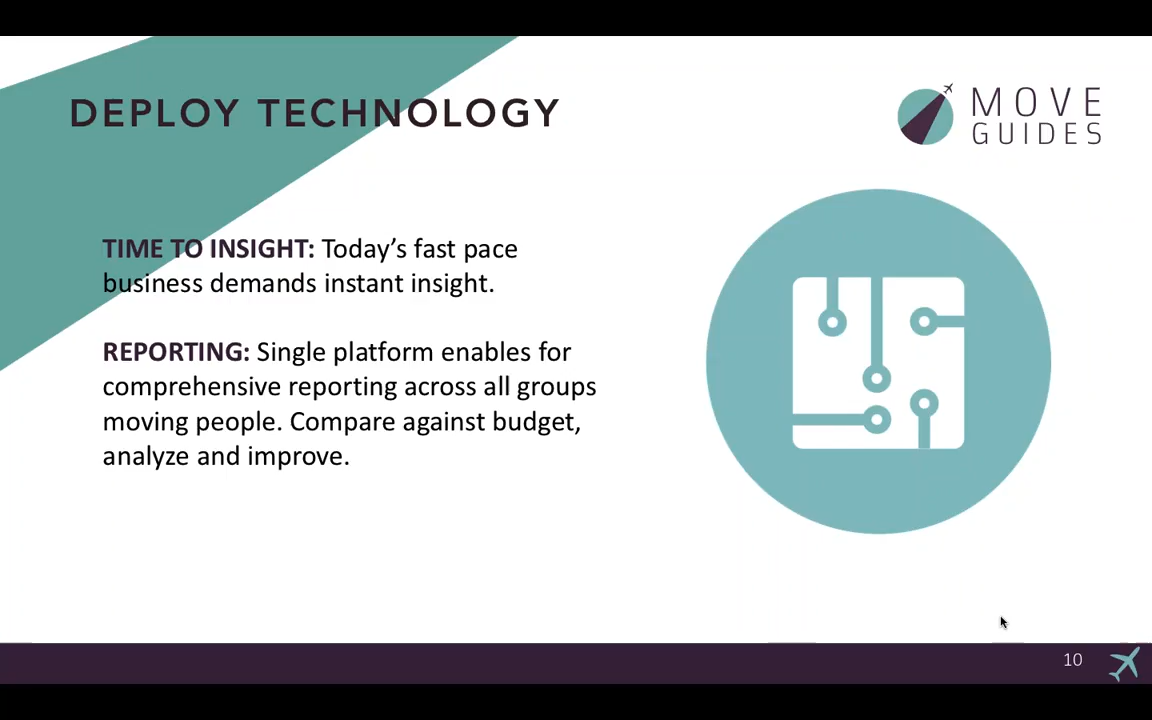 DEPLOY TECHNOLOGY
MOVE
GUIDES
TIME TO INSIGHT: Today’s fast pace
business demands instant insight.
REPORTING: Single platform enables for
comprehensive reporting across all groups
moving people. Compare against budget,
analyze and improve.
10